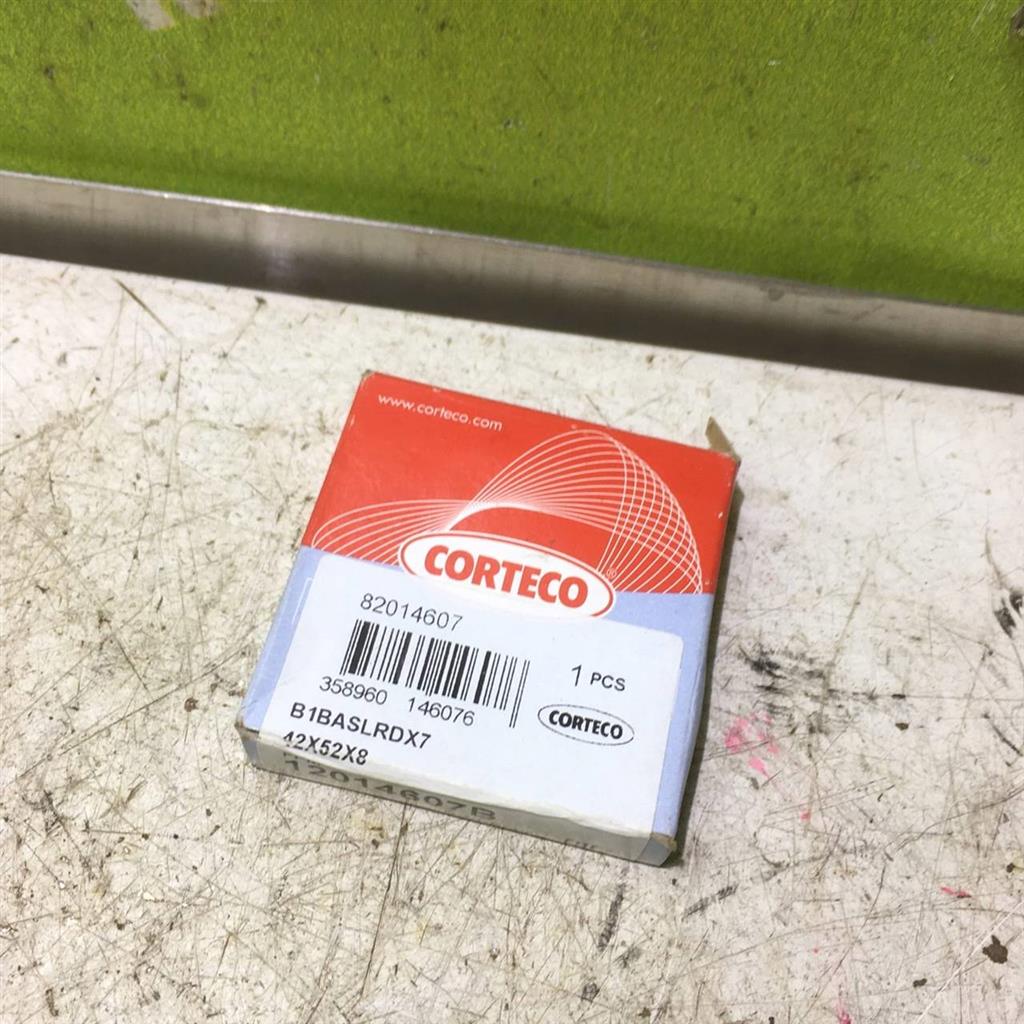 www.corteco.com
CORTECO®
82014607
358960 146076
1 PCS
CORTECO
B1BASLRDX7
42X52X8
12014607B